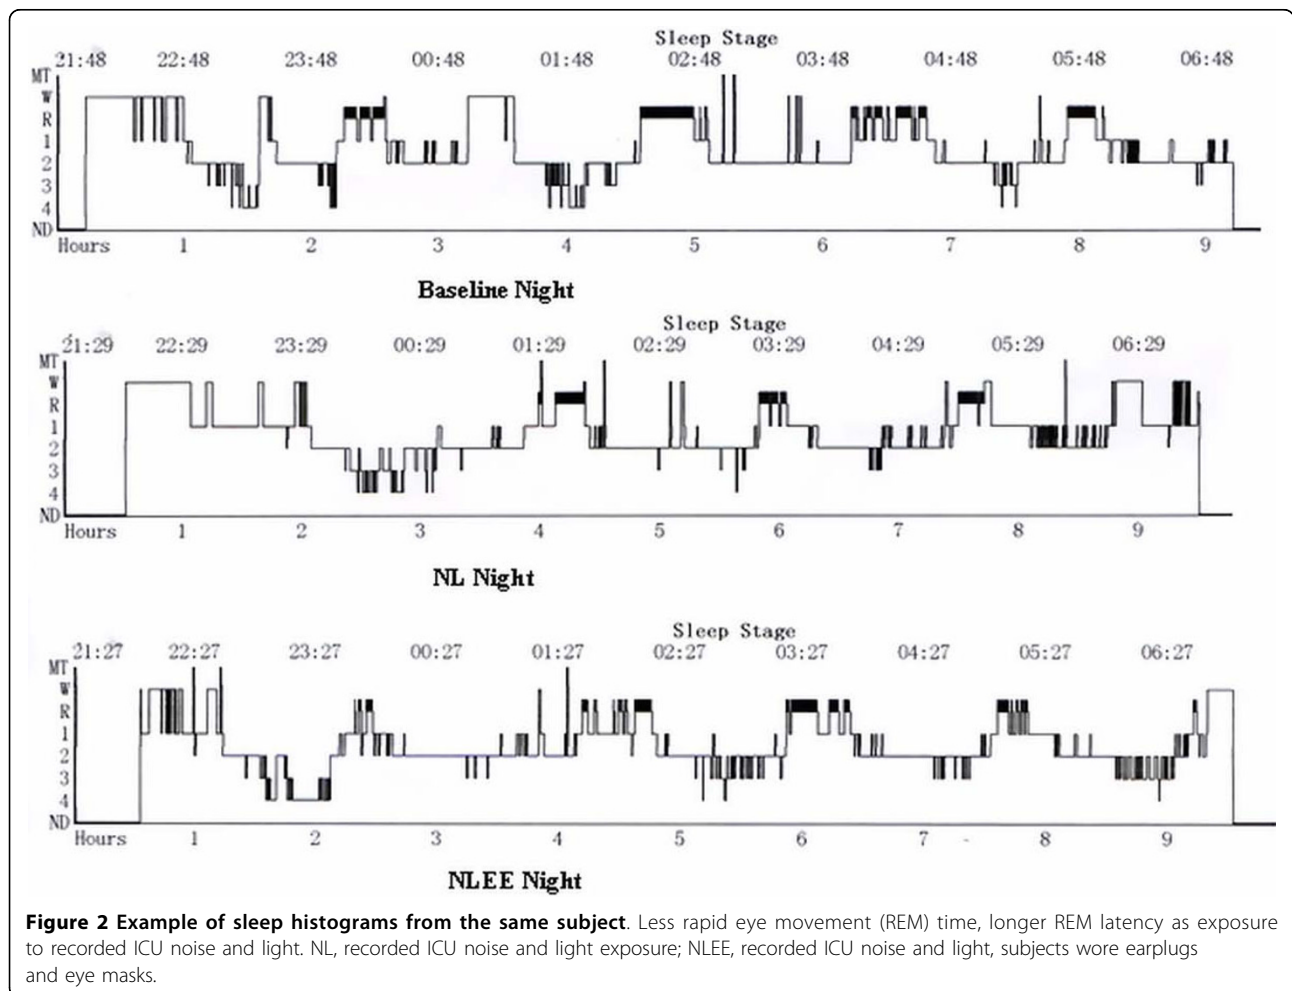 Sleep Stage
21:48 22:48 23:48 00:48 01:48 02:48 03:48 04:48 05:48 06:48
MT
W
R
1
2
3
4
ND
Hours 1 2 3 4 5 6 7 8 9
Baseline Night
Sleep Stage
21:29 22:29 23:29 00:29 01:29 02:29 03:29 04:29 05:29 06:29
MT
W
R
1
2
3
4
ND
Hours 1 2 3 4 5 6 7 8 9
NL Night
Sleep Stage
21:27 22:27 23:27 00:27 01:27 02:27 03:27 04:27 05:27 06:27
MT
W
R
1
2
3
4
ND
Hours 1 2 3 4 5 6 7 8 9
NLEE Night
Figure 2 Example of sleep histograms from the same subject. Less rapid eye movement (REM) time, longer REM latency as exposure
to recorded ICU noise and light. NL, recorded ICU noise and light exposure; NLEE, recorded ICU noise and light, subjects wore earplugs
and eye masks.